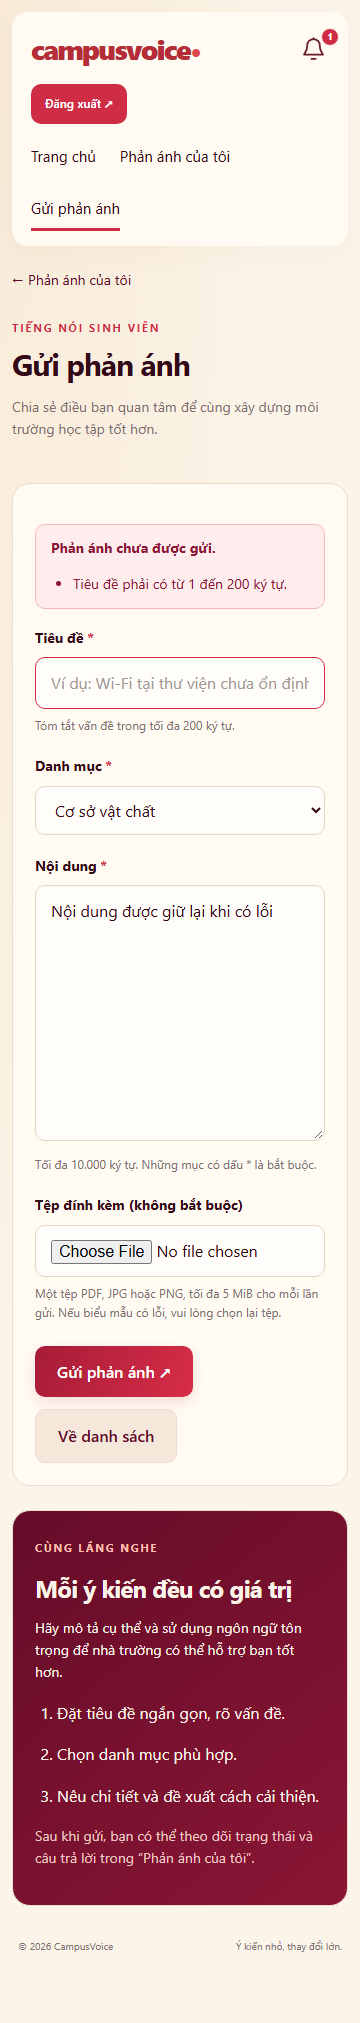 campusvoice
1
Đăng xuất ↗
Trang chủ Phản ánh của tôi
Gửi phản ánh
← Phản ánh của tôi
TIẾNG NÓI SINH VIÊN
Gửi phản ánh
Chia sẻ điều bạn quan tâm để cùng xây dựng môi
trường học tập tốt hơn.
Phản ánh chưa được gửi.
• Tiêu đề phải có từ 1 đến 200 ký tự.
Tiêu đề *
Ví dụ: Wi-Fi tại thư viện chưa ổn định
Tóm tắt vấn đề trong tối đa 200 ký tự.
Danh mục *
Cơ sở vật chất
Nội dung *
Nội dung được giữ lại khi có lỗi
Tối đa 10.000 ký tự. Những mục có dấu * là bắt buộc.
Tệp đính kèm (không bắt buộc)
Choose File No file chosen
Một tệp PDF, JPG hoặc PNG, tối đa 5 MiB cho mỗi lần
gửi. Nếu biểu mẫu có lỗi, vui lòng chọn lại tệp.
Gửi phản ánh ↗
Về danh sách
CÙNG LẮNG NGHE
Mỗi ý kiến đều có giá trị
Hãy mô tả cụ thể và sử dụng ngôn ngữ tôn
trọng để nhà trường có thể hỗ trợ bạn tốt
hơn.
1. Đặt tiêu đề ngắn gọn, rõ vấn đề.
2. Chọn danh mục phù hợp.
3. Nêu chi tiết và đề xuất cách cải thiện.
Sau khi gửi, bạn có thể theo dõi trạng thái và
câu trả lời trong “Phản ánh của tôi”.
© 2026 CampusVoice Ý kiến nhỏ, thay đổi lớn.